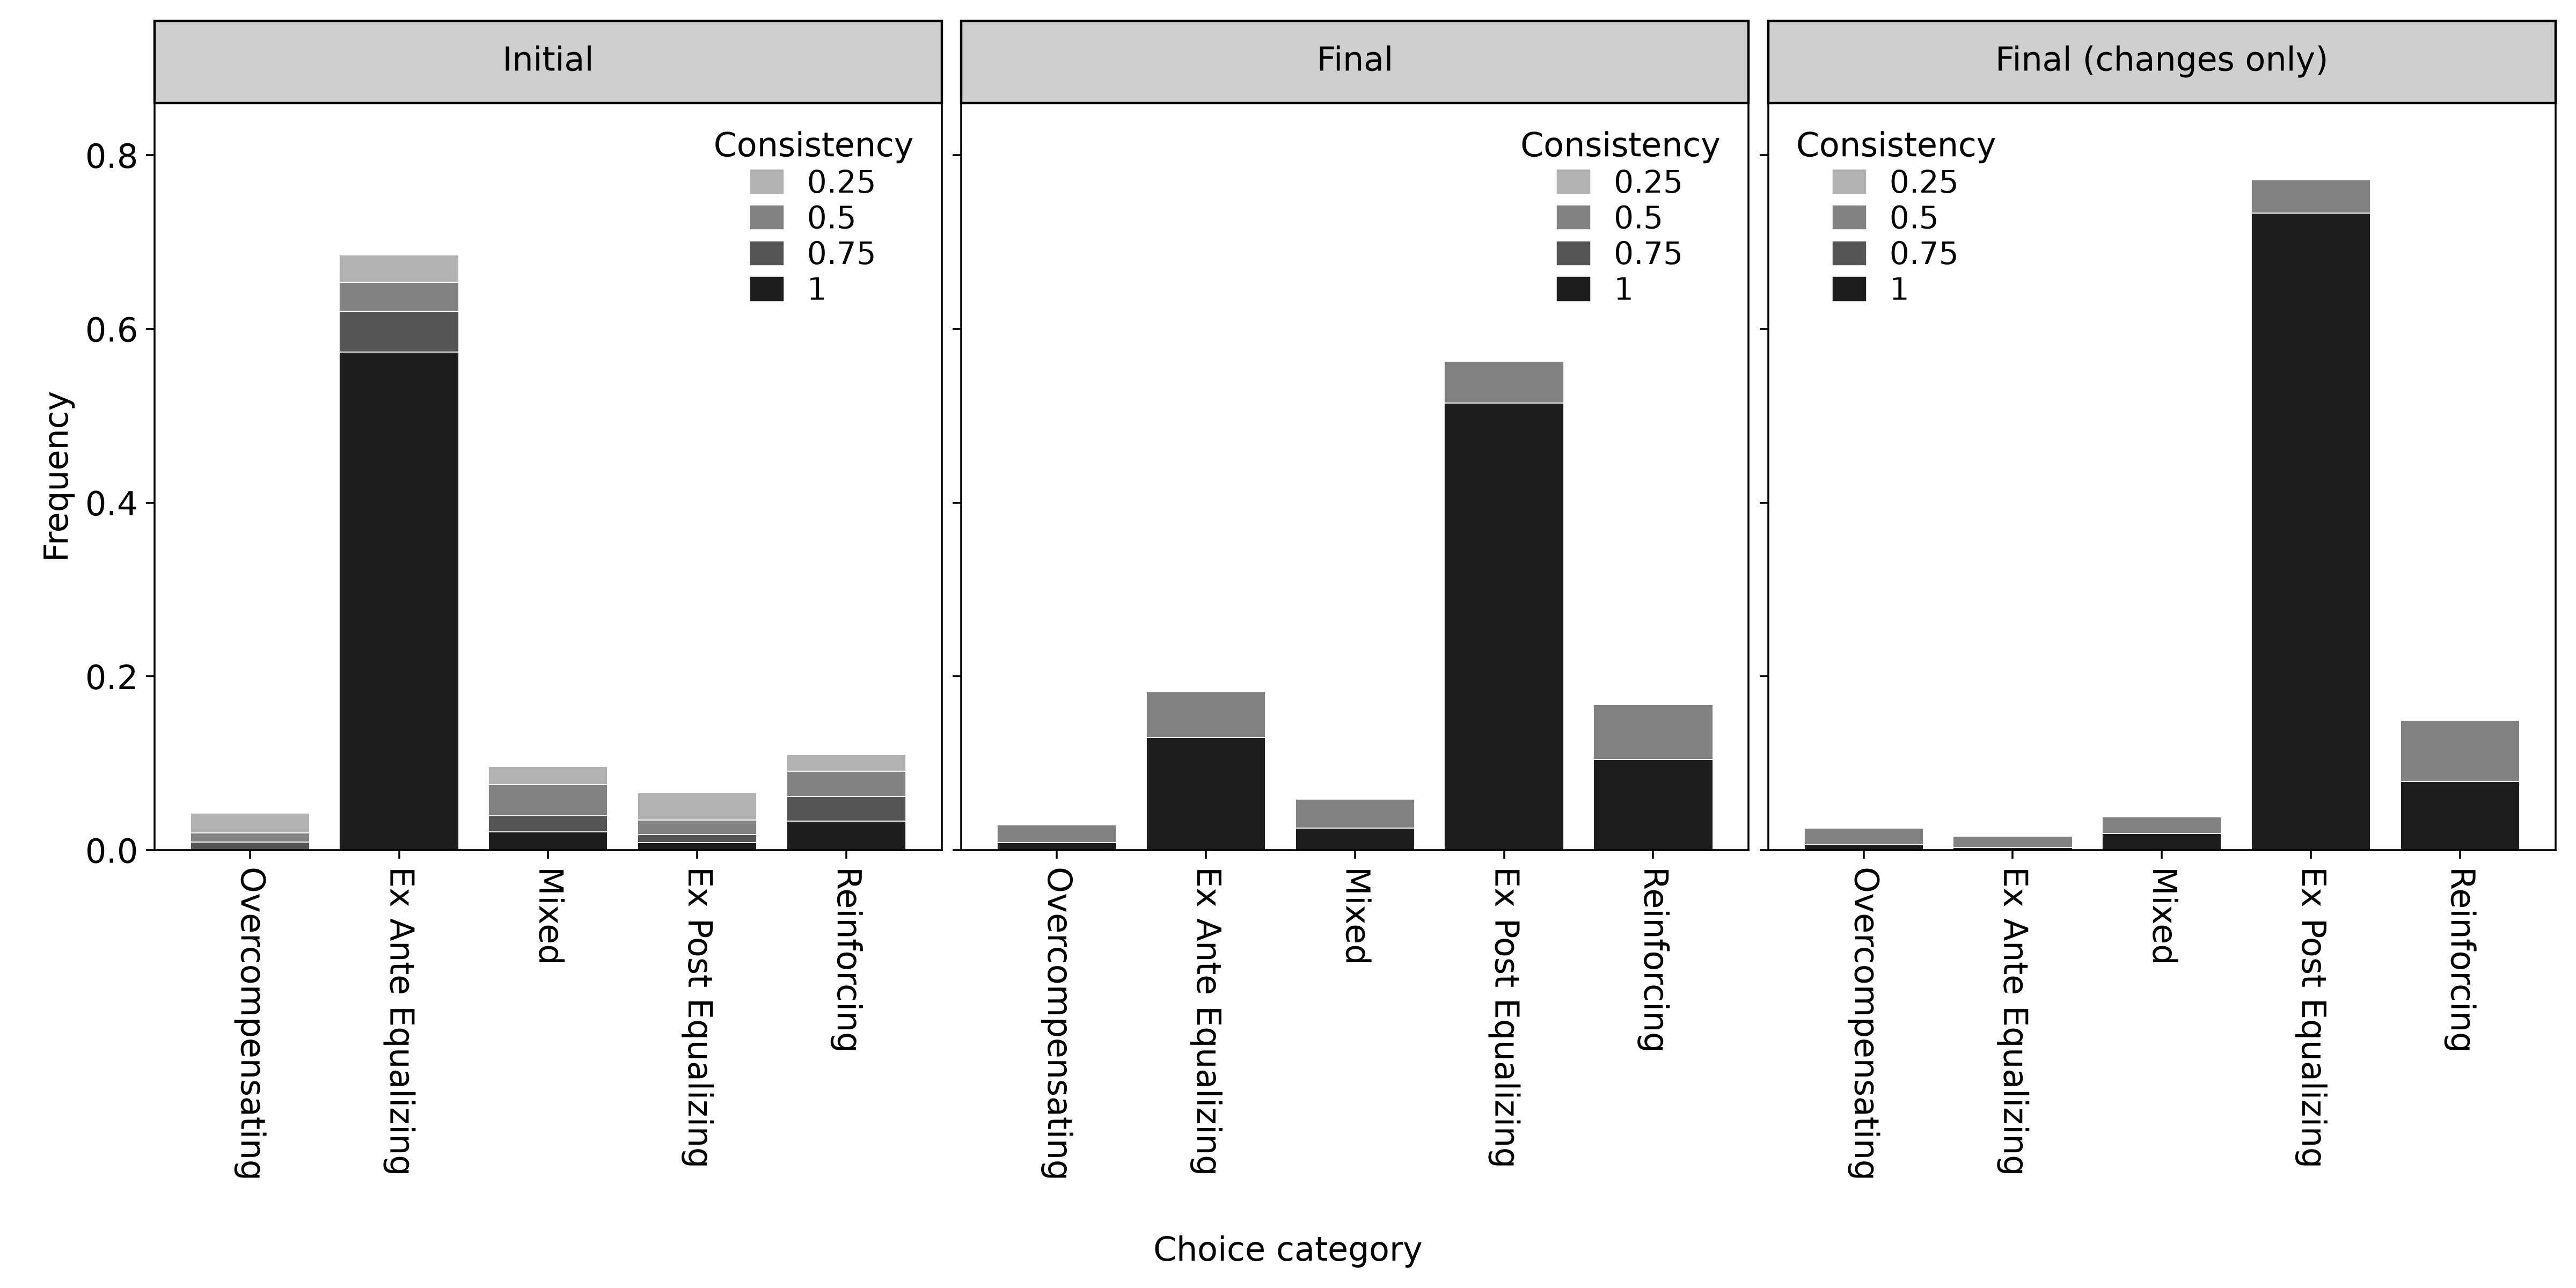 Initial
Final
Final (changes only)
Frequency
0.8
0.6
0.4
0.2
0.0
Consistency
0.25
0.5
0.75
1
Consistency
0.25
0.5
0.75
1
Consistency
0.25
0.5
0.75
1
Overcompensating
Ex Ante Equalizing
Mixed
Ex Post Equalizing
Reinforcing
Overcompensating
Ex Ante Equalizing
Mixed
Ex Post Equalizing
Reinforcing
Overcompensating
Ex Ante Equalizing
Mixed
Ex Post Equalizing
Reinforcing
Choice category